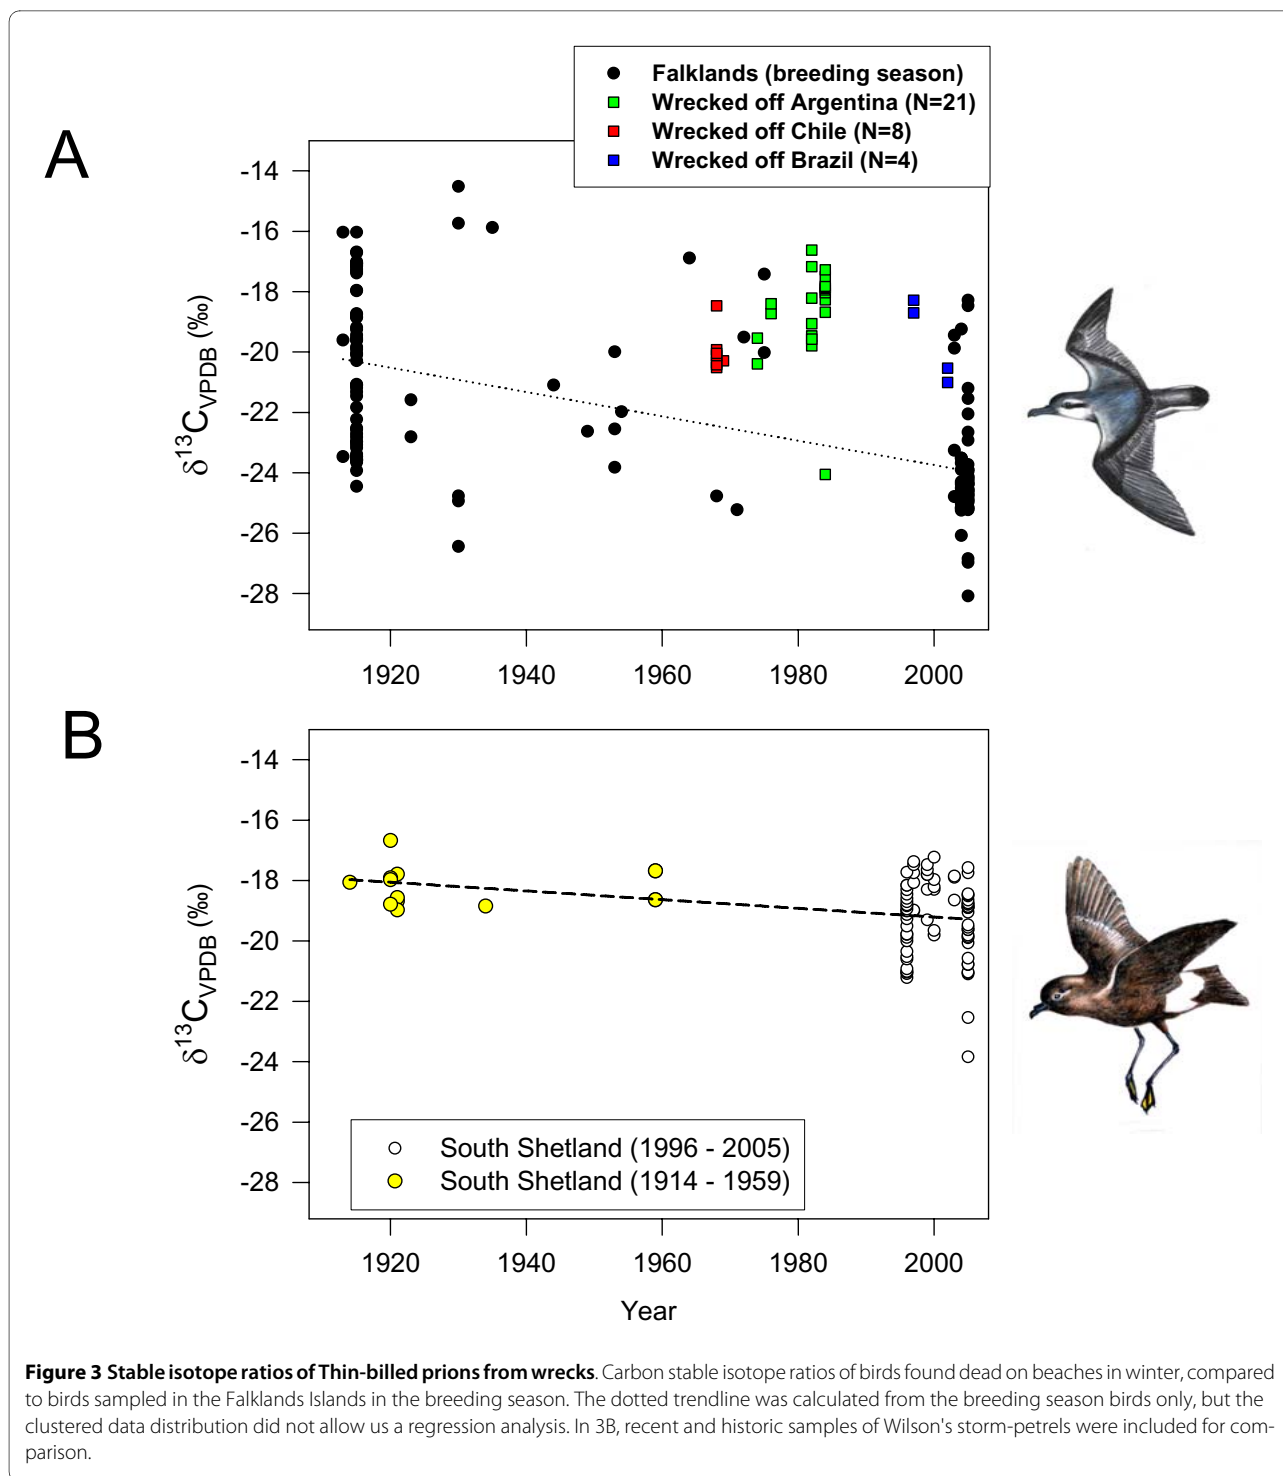 Falklands (breeding season)
Wrecked off Argentina (N=21)
Wrecked off Chile (N=8)
Wrecked off Brazil (N=4)
A
-14
-16
-18
-20
-22
-24
-26
-28
δ13CVPDB (‰)
1920 1940 1960 1980 2000
B
-14
-16
-18
-20
-22
-24
-26
-28
δ13CVPDB (‰)
South Shetland (1996 - 2005)
South Shetland (1914 - 1959)
1920 1940 1960 1980 2000
Year
Figure 3 Stable isotope ratios of Thin-billed prions from wrecks. Carbon stable isotope ratios of birds found dead on beaches in winter, compared
to birds sampled in the Falklands Islands in the breeding season. The dotted trendline was calculated from the breeding season birds only, but the
clustered data distribution did not allow us a regression analysis. In 3B, recent and historic samples of Wilson's storm-petrels were included for com-
parison.